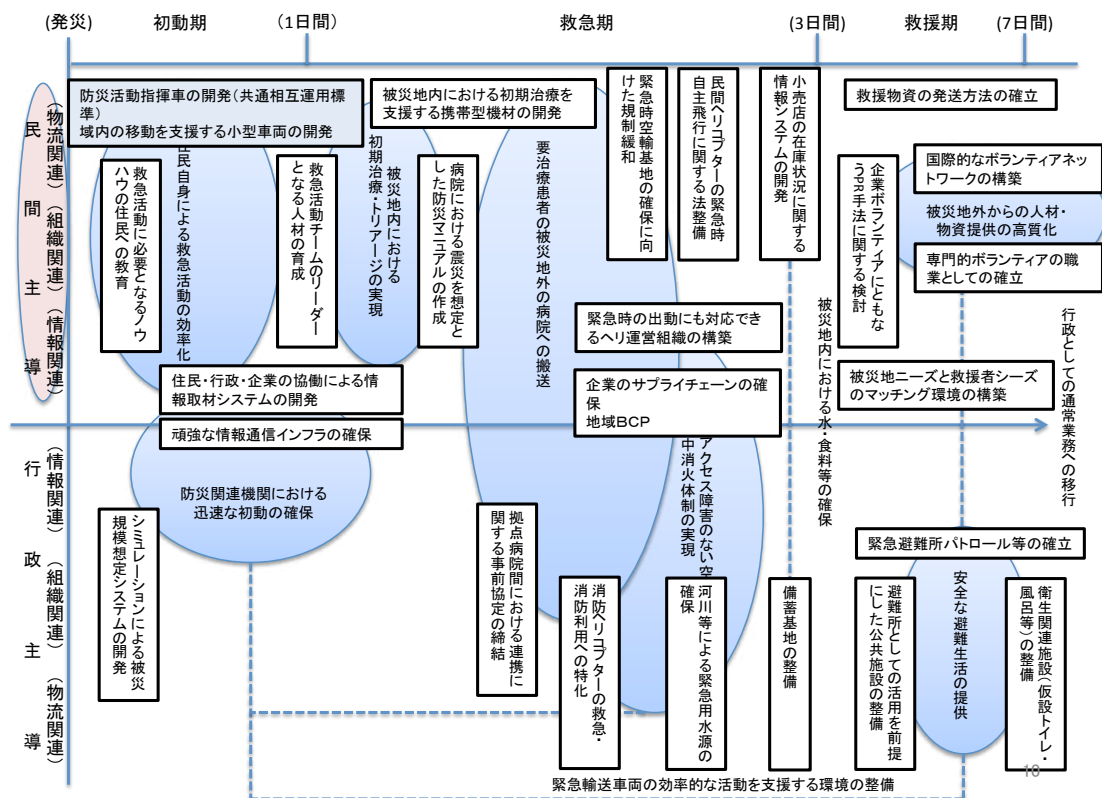 (発災)
初動期
(1日間)
救急期
(3日間)
救援期
(7日間)
民間主導
(物流関連)(組織関連)(情報関連)
防災活動指揮車の開発(共通相互運用標
準)
域内の移動を支援する小型車両の開発
被災地内における初期治療を
支援する携帯型機材の開発
救急活動に必要となるノウ
ハウの住民への教育
住民自身による救急活動の効率化
救急活動チームのリーダー
となる人材の育成
被災地内における
初期治療・トリアージの実現
病院における震災を想定と
した防災マニュアルの作成
要治療患者の被災地外の病院への搬送
緊急時空輸基地の確保に向
けた規制緩和
民間ヘリコプターの緊急時
自主飛行に関する法整備
小売店の在庫状況に関する
情報システムの開発
救援物資の発送方法の確立
企業ボランティアにともな
うPR手法に関する検討
国際的なボランティアネッ
トワークの構築
被災地外からの人材・
物資提供の高質化
専門的ボランティアの職
業としての確立
緊急時の出動にも対応でき
るヘリ運営組織の構築
被災地内における水・食料等の確保
行政としての通常業務への移行
住民・行政・企業の協働による情
報取材システムの開発
企業のサプライチェーンの確
保
地域BCP
被災地ニーズと救援者シーズ
のマッチング環境の構築
頑強な情報通信インフラの確保
行政主導
(情報関連)(組織関連)(物流関連)
防災関連機関における
迅速な初動の確保
シミュレーションによる被災
規模想定システムの開発
拠点病院間における連携に
関する事前協定の締結
アクセス障害のない空
中消火体制の実現
消防ヘリコプターの救急・
消防利用への特化
河川等による緊急用水源の
確保
備蓄基地の整備
緊急避難所パトロール等の確立
避難所としての活用を前提
にした公共施設の整備
安全な避難生活の提供
衛生関連施設(仮設トイレ・
風呂等)の整備
緊急輸送車両の効率的な活動を支援する環境の整備